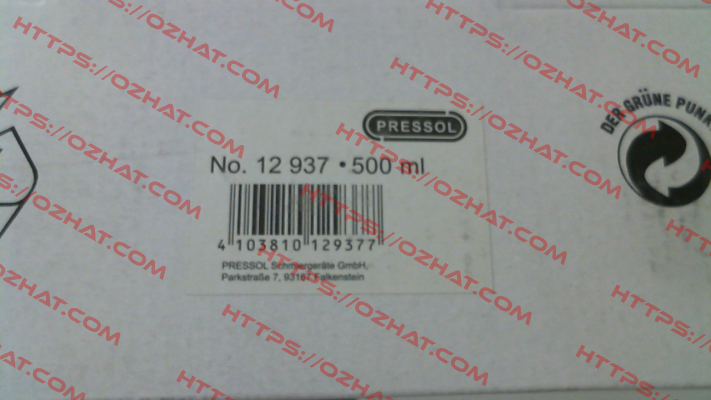 PRESSOL
No. 12 937 • 500 ml
4 103810 129377
PRESSOL Schmiergeräte GmbH,
Parkstraße 7, 93167 Falkenstein
DER GRÜNE PUNK
HTTPS://OZHAT.COM